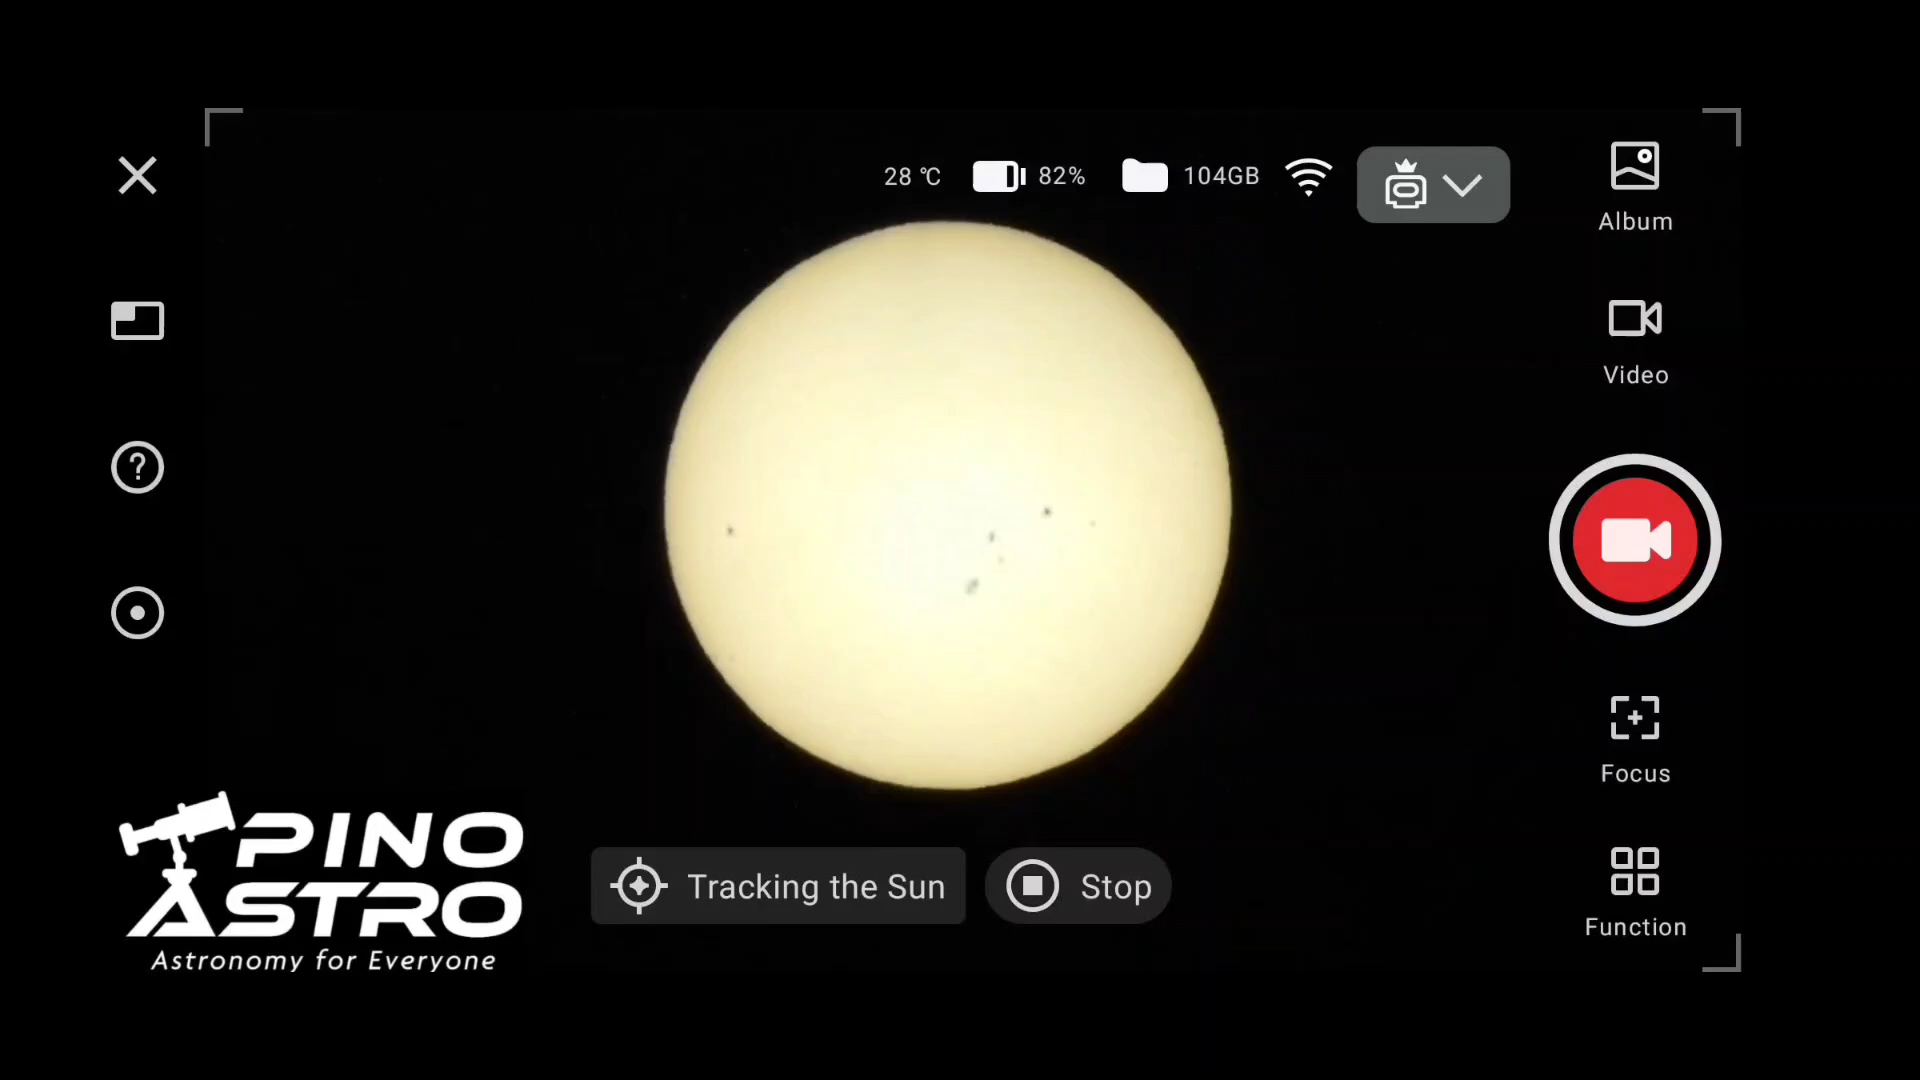 28 ℃ 82% 104GB
Album
Video
Focus
Function
Tracking the Sun
Stop
PINO
ASTRO
Astronomy for Everyone